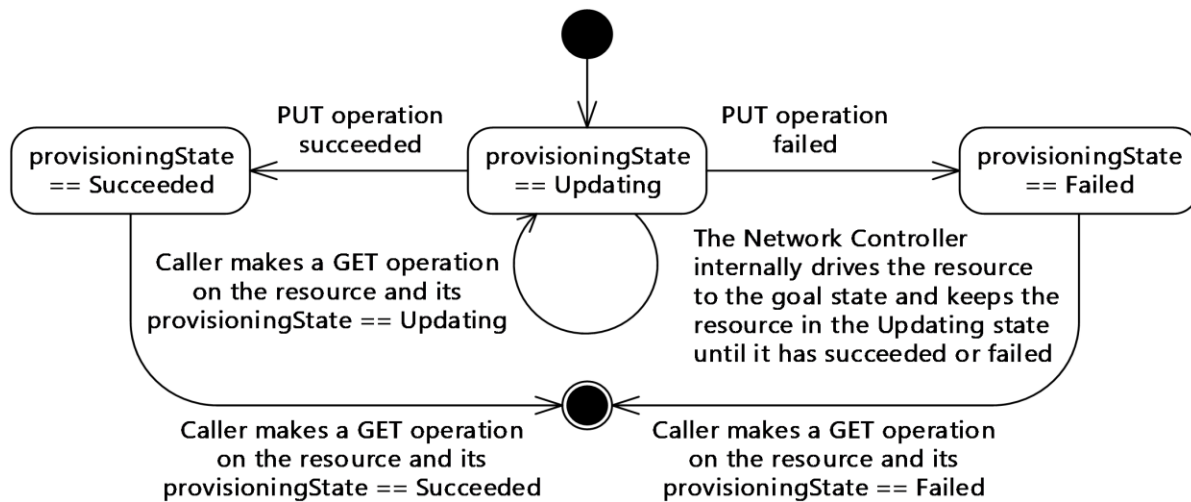 PUT operation
succeeded
PUT operation
failed
provisioningState
== Succeeded
provisioningState
== Updating
provisioningState
== Failed
Caller makes a GET operation
on the resource and its
provisioningState == Updating
The Network Controller
internally drives the resource
to the goal state and keeps the
resource in the Updating state
until it has succeeded or failed
Caller makes a GET operation
on the resource and its
provisioningState == Succeeded
Caller makes a GET operation
on the resource and its
provisioningState == Failed